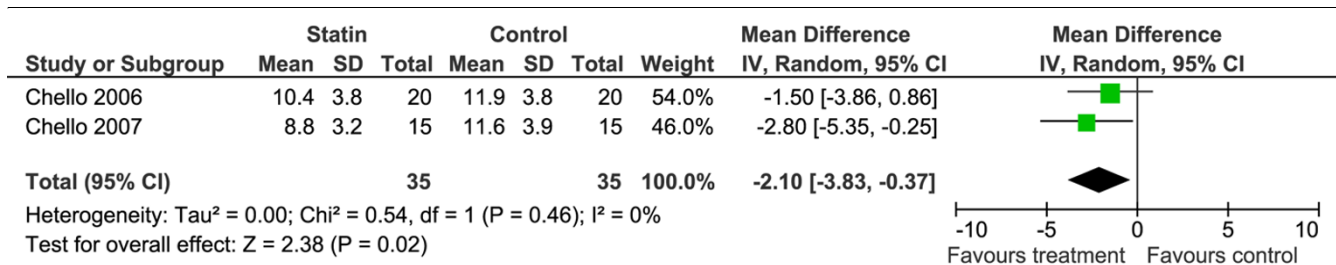 Statin Control Mean Difference Mean Difference
Study or Subgroup Mean SD Total Mean SD Total Weight IV, Random, 95% CI IV, Random, 95% CI
Chello 2006 10.4 3.8 20 11.9 3.8 20 54.0% -1.50 [-3.86, 0.86]
Chello 2007 8.8 3.2 15 11.6 3.9 15 46.0% -2.80 [-5.35, -0.25]
Total (95% CI) 35 35 100.0% -2.10 [-3.83, -0.37]
Heterogeneity: Tau² = 0.00; Chi² = 0.54, df = 1 (P = 0.46); I² = 0%
Test for overall effect: Z = 2.38 (P = 0.02)
-10 -5 0 5 10
Favours treatment Favours control